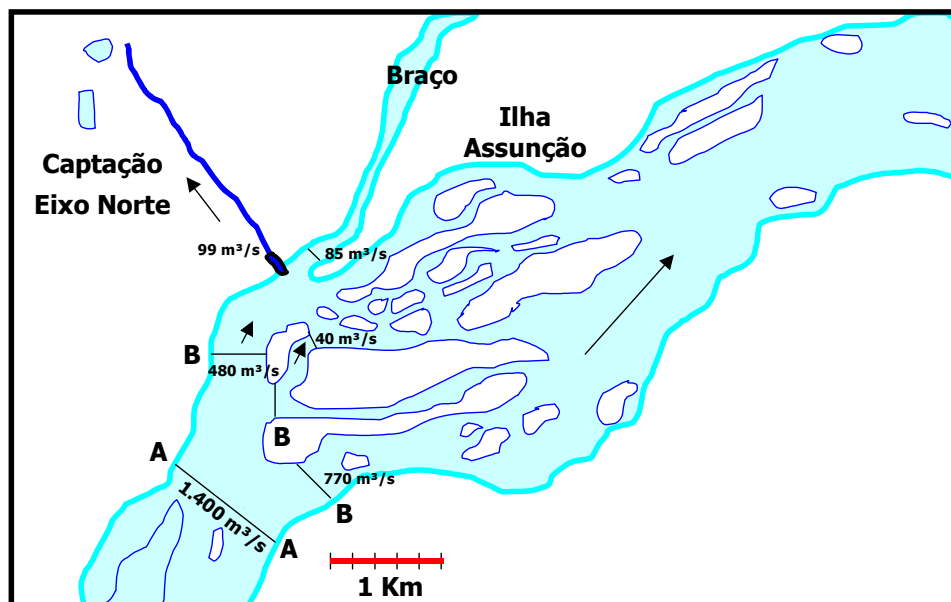 Braço
Ilha
Assunção
Captação
Eixo Norte
99 m³/s
85 m³/s
40 m³/s
B
480 m³/s
B
A
770 m³/s
1.400 m³/s
B
A
1 Km